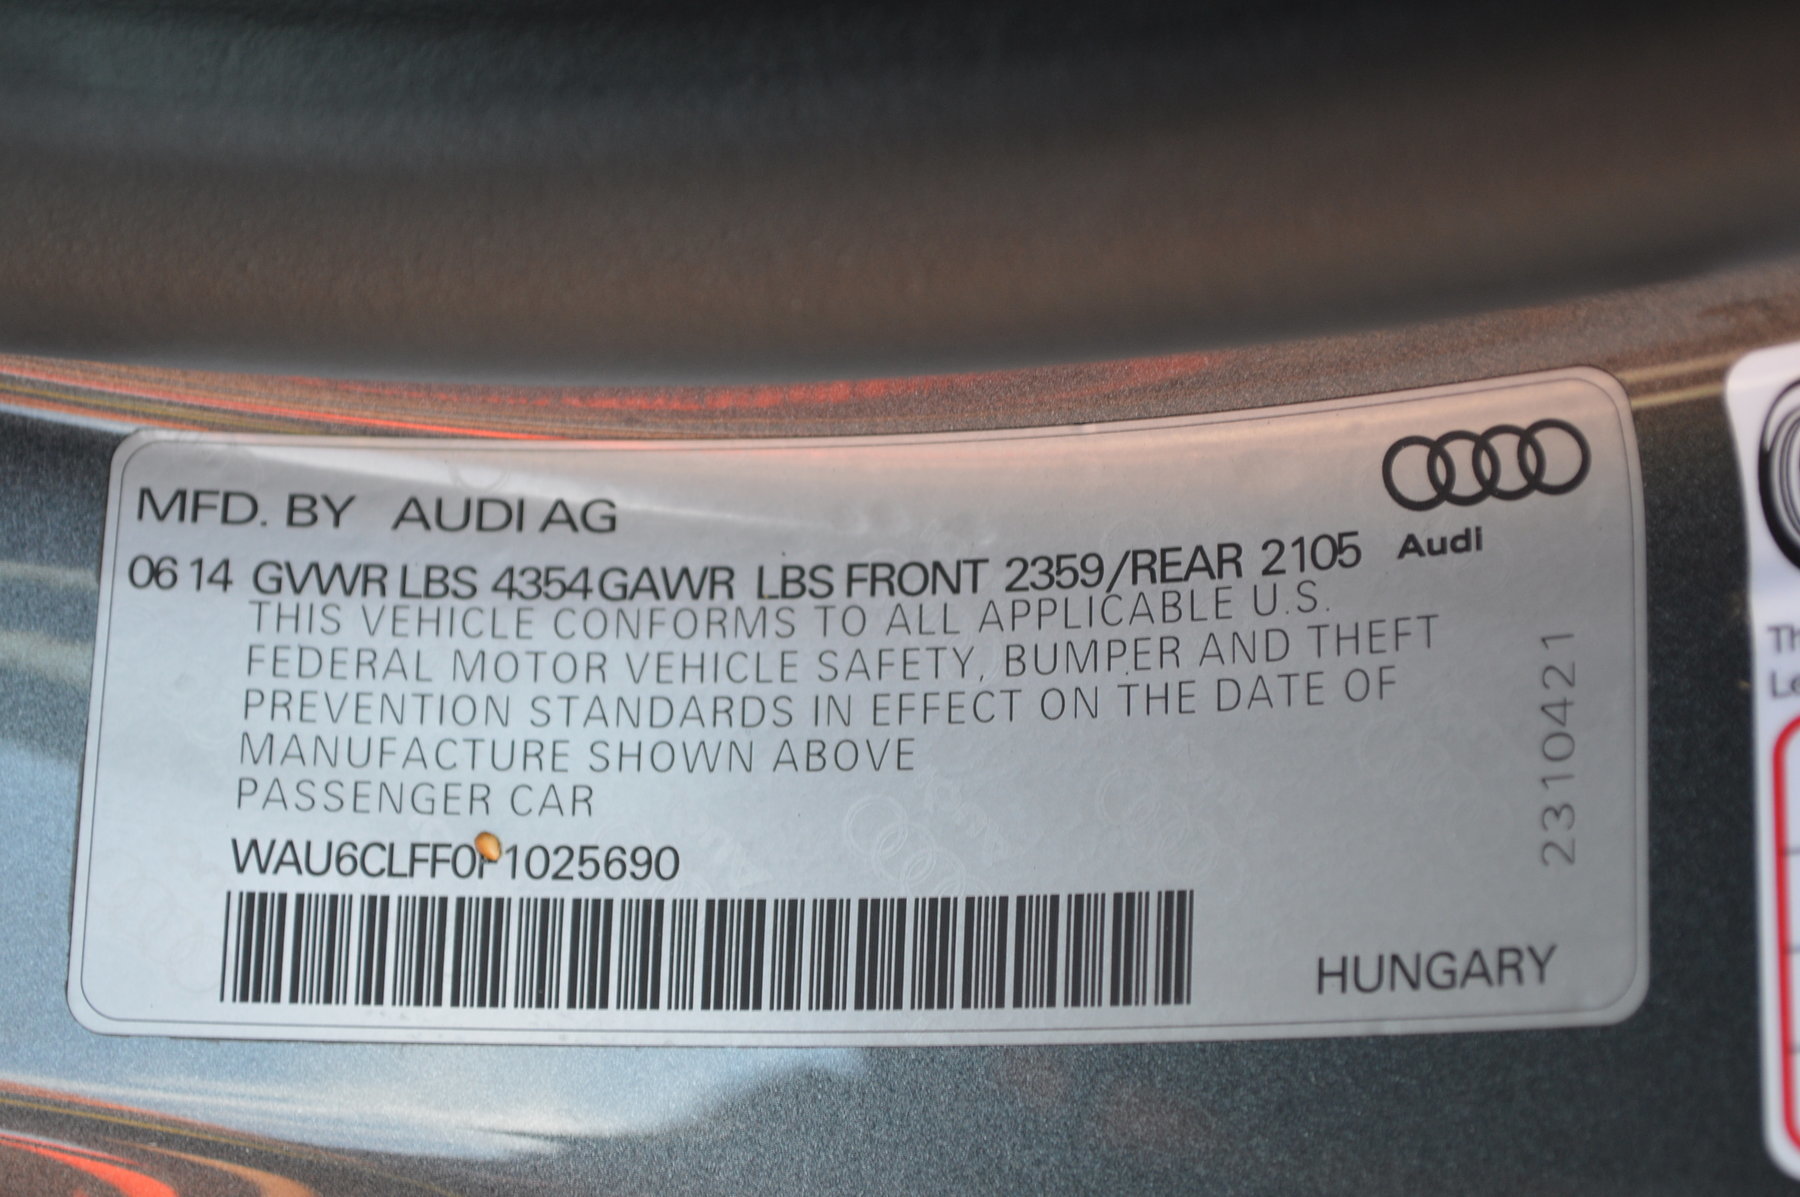 MFD. BY AUDI AG
Audi
06 14 GVWR LBS 4354 GAWR LBS FRONT 2359/REAR 2105
THIS VEHICLE CONFORMS TO ALL APPLICABLE U.S.
FEDERAL MOTOR VEHICLE SAFETY, BUMPER AND THEFT
PREVENTION STANDARDS IN EFFECT ON THE DATE OF
MANUFACTURE SHOWN ABOVE
PASSENGER CAR
2310421
HUNGARY